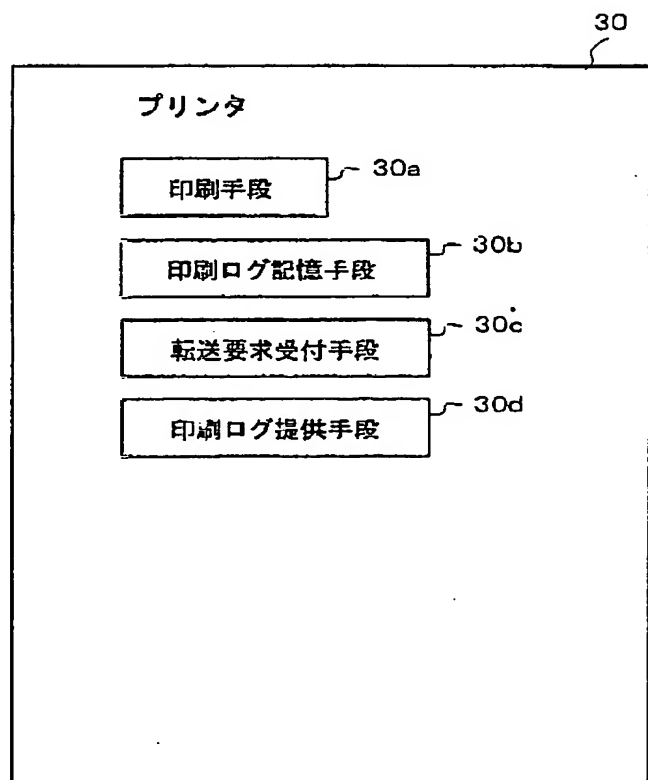 30
プリンタ
印刷手段
30a
印刷ログ記憶手段
30b
転送要求受付手段
30c
印刷ログ提供手段
30d